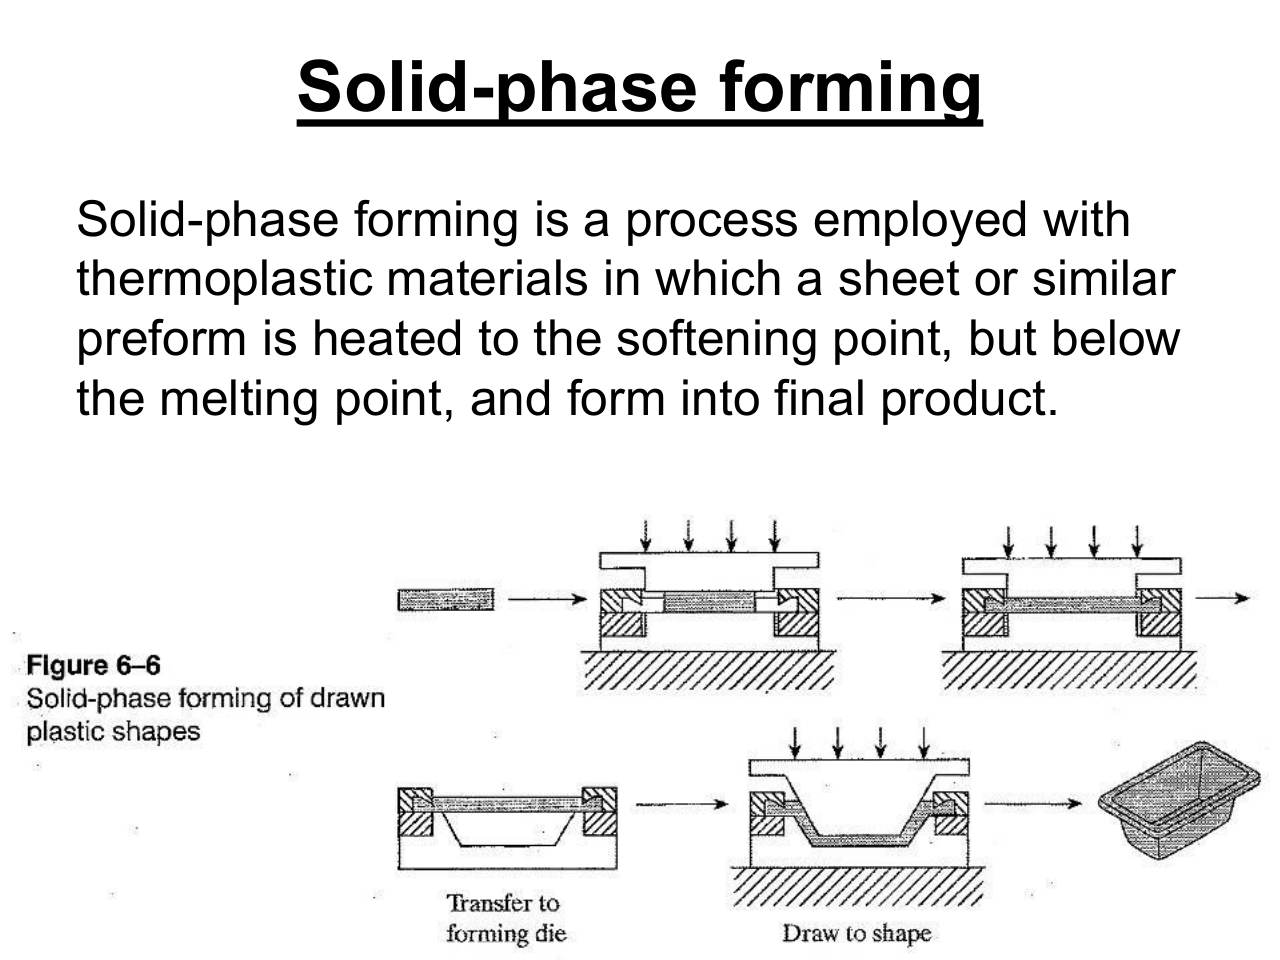 Solid-phase forming
Solid-phase forming is a process employed with
thermoplastic materials in which a sheet or similar
preform is heated to the softening point, but below
the melting point, and form into final product.
Figure 6–6
Solid-phase forming of drawn
plastic shapes
Transfer to
forming die
Draw to shape